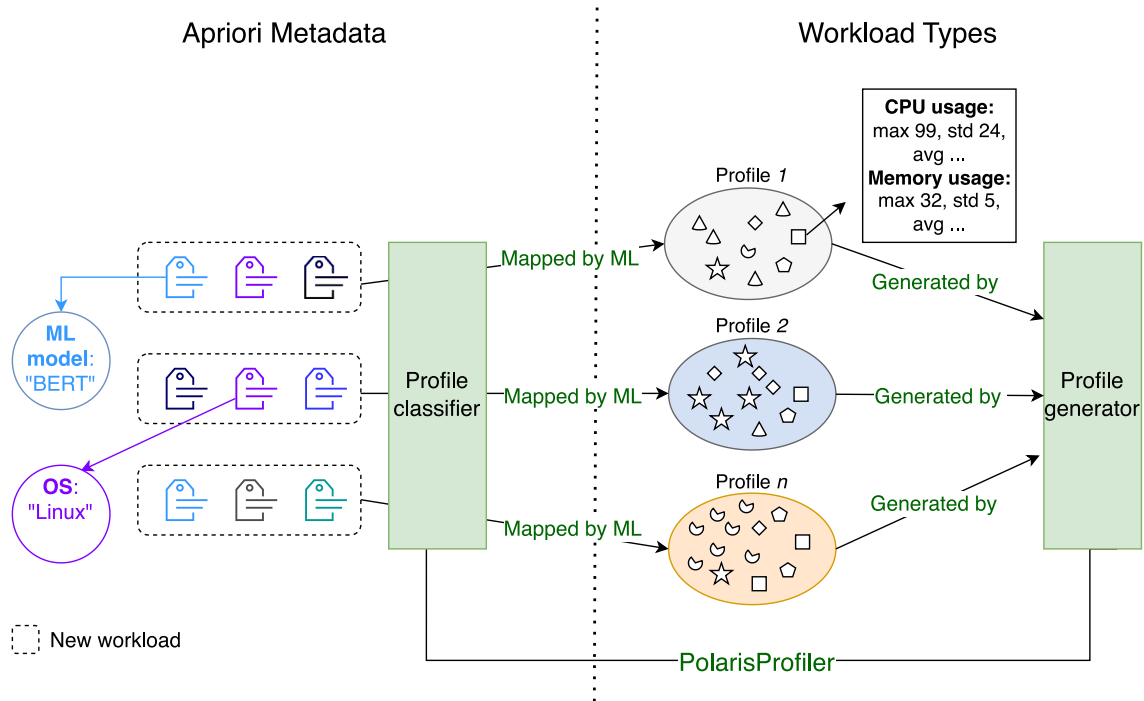 Apriori Metadata
Workload Types
CPU usage:
max 99, std 24,
avg ...
Memory usage:
max 32, std 5,
avg ...
Profile 1
Mapped by ML
Generated by
ML
model:
"BERT"
Profile 2
Profile
classifier
Mapped by ML
Generated by
Profile
generator
OS:
"Linux"
Profile n
Mapped by ML
Generated by
New workload
PolarisProfiler